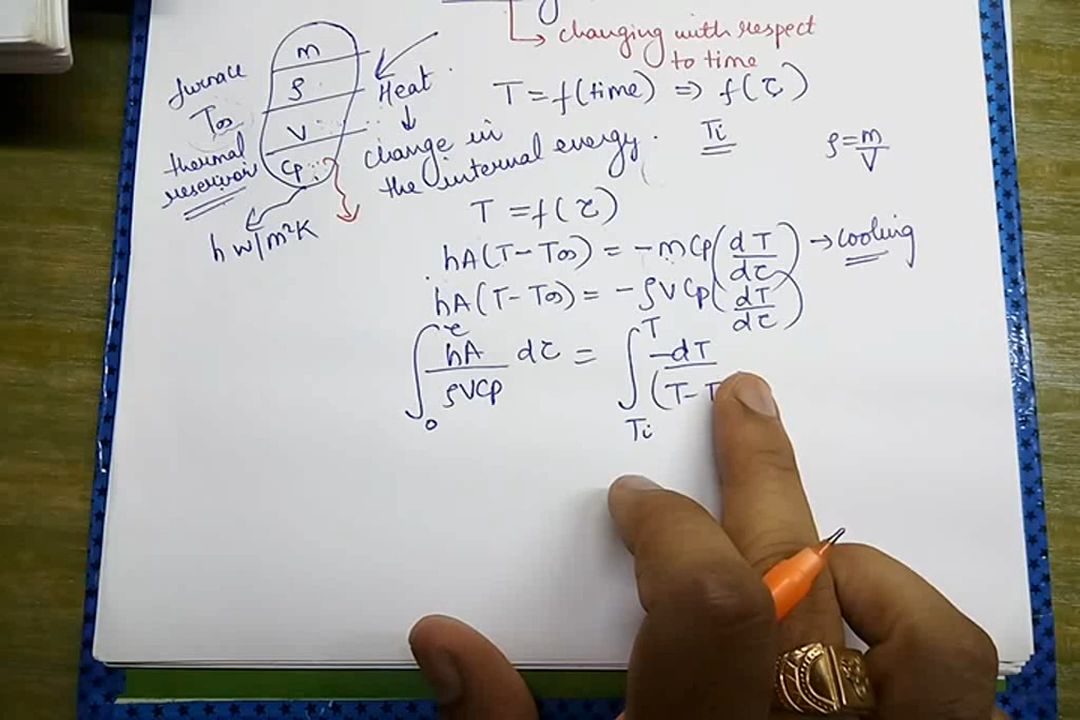 changing with respect
to time
furnace
T∞
thermal
reservoir
m
ρ
V
Cp
h W/m²K
Heat
↓
change in
the internal energy.
T = f(time) ⇒ f(τ)
Ti
ρ = m/V
T = f(τ)
hA(T - T∞) = -mCp(dT/dτ) → cooling
hA(T - T∞) = -ρVCp(dT/dτ)
∫₀^τ hA/ρVCp dτ = ∫_Ti^T -dT/(T - T